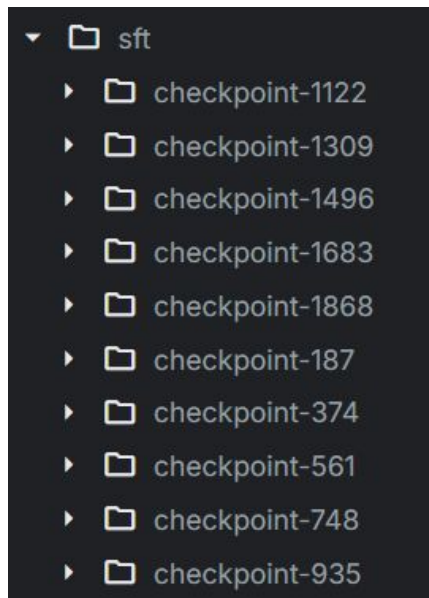 sft
checkpoint-1122
checkpoint-1309
checkpoint-1496
checkpoint-1683
checkpoint-1868
checkpoint-187
checkpoint-374
checkpoint-561
checkpoint-748
checkpoint-935